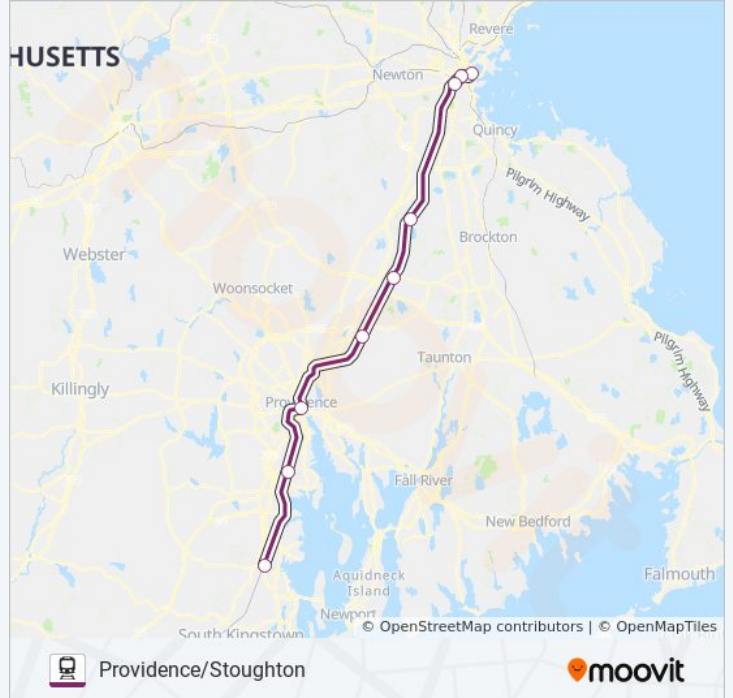 Revere
HUSETTS
Newton
Quincy
Pilgrim Highway
Brockton
Webster
Woonsocket
Pilgrim Highway
Taunton
Killingly
Providence
Fall River
New Bedford
Aquidneck
Island
Falmouth
Newport
© OpenStreetMap contributors | © OpenMapTiles
South Kingstown
Providence/Stoughton
moovit